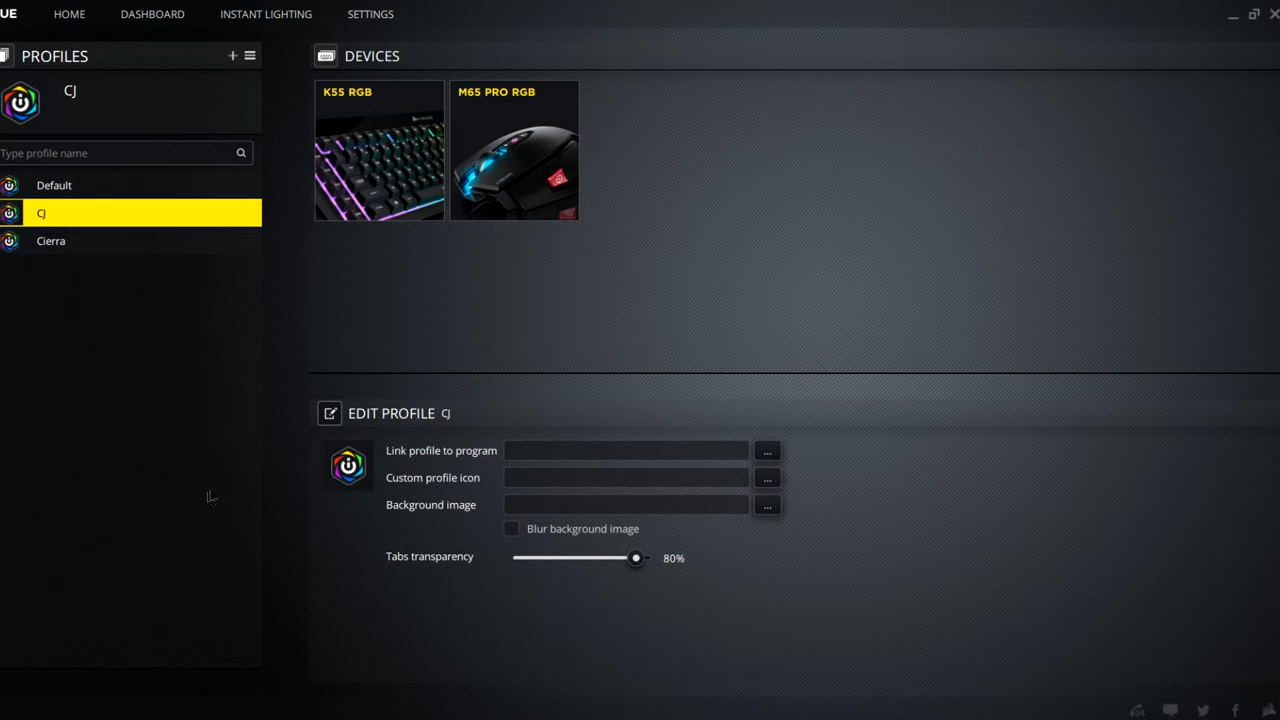 UE HOME DASHBOARD INSTANT LIGHTING SETTINGS
PROFILES
CJ
Type profile name
Default
CJ
Cierra
DEVICES
K55 RGB
M65 PRO RGB
EDIT PROFILE CJ
Link profile to program ...
Custom profile icon ...
Background image ...
Blur background image
Tabs transparency 80%